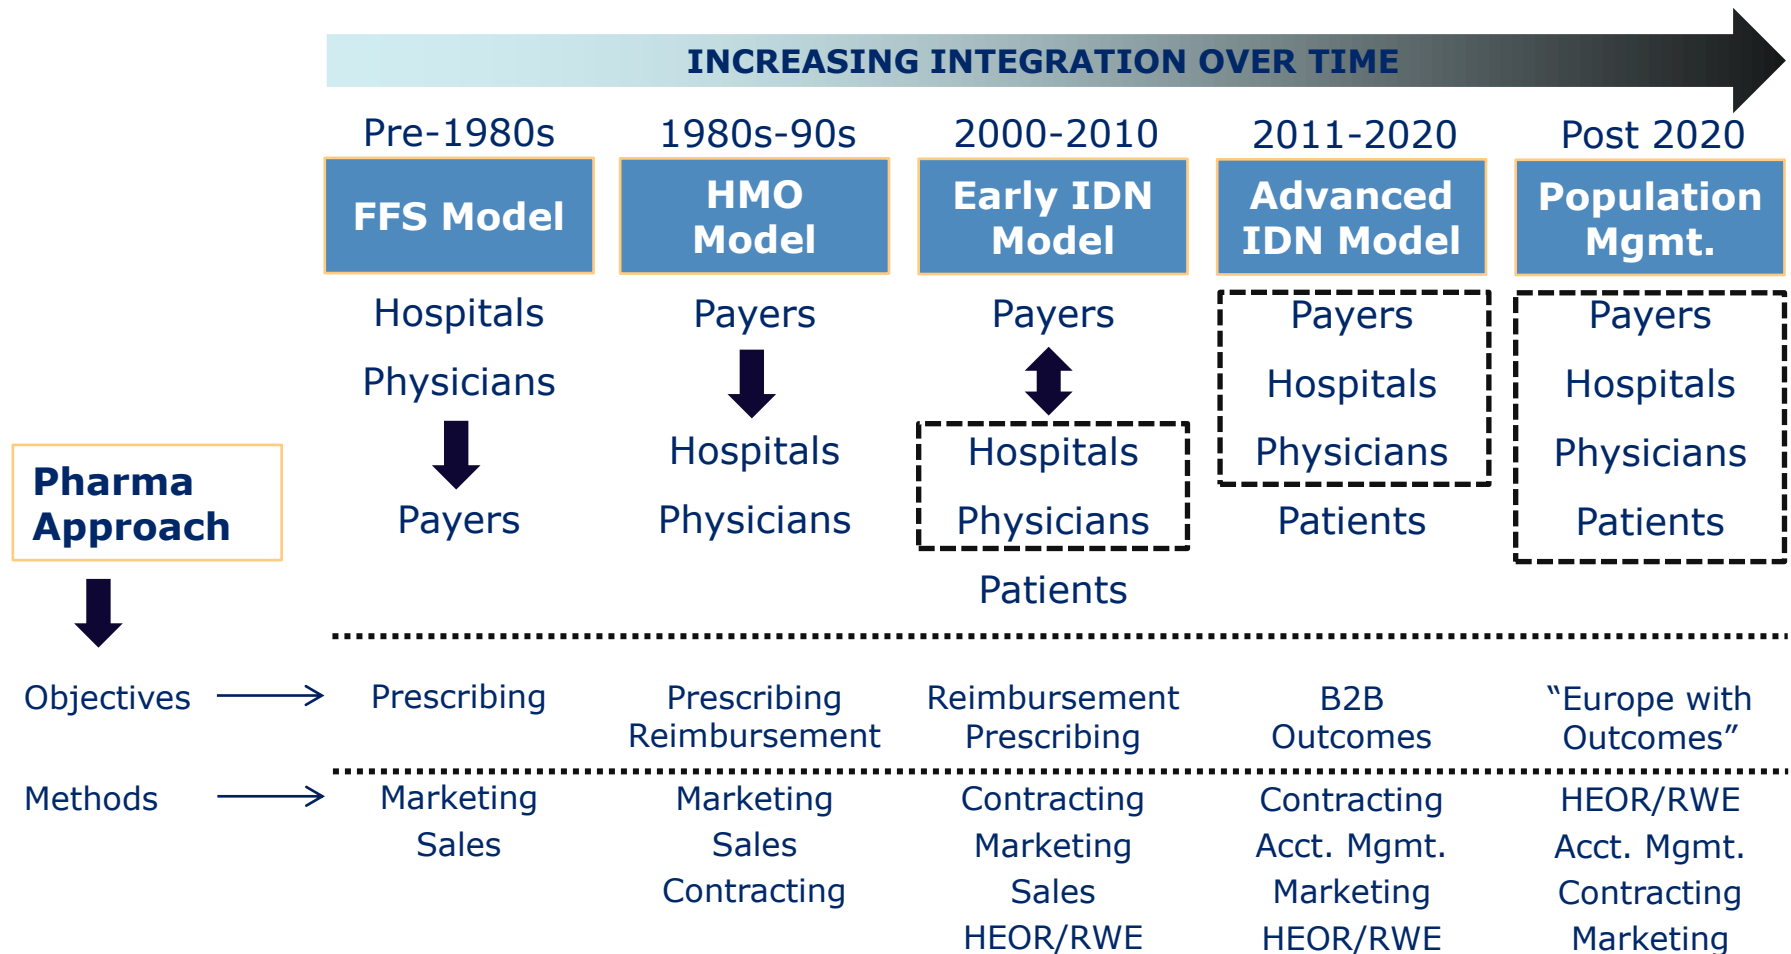 INCREASING INTEGRATION OVER TIME
Pre-1980s
1980s-90s
2000-2010
2011-2020
Post 2020
FFS Model
HMO
Model
Early IDN
Model
Advanced
IDN Model
Population
Mgmt.
Hospitals
Physicians
Payers
Payers
Hospitals
Physicians
Payers
Hospitals
Physicians
Patients
Payers
Hospitals
Physicians
Patients
Payers
Hospitals
Physicians
Patients
Pharma
Approach
Objectives
Prescribing
Prescribing
Reimbursement
Reimbursement
Prescribing
B2B
Outcomes
“Europe with
Outcomes”
Methods
Marketing
Sales
Marketing
Sales
Contracting
Contracting
Marketing
Sales
HEOR/RWE
Contracting
Acct. Mgmt.
Marketing
HEOR/RWE
HEOR/RWE
Acct. Mgmt.
Contracting
Marketing